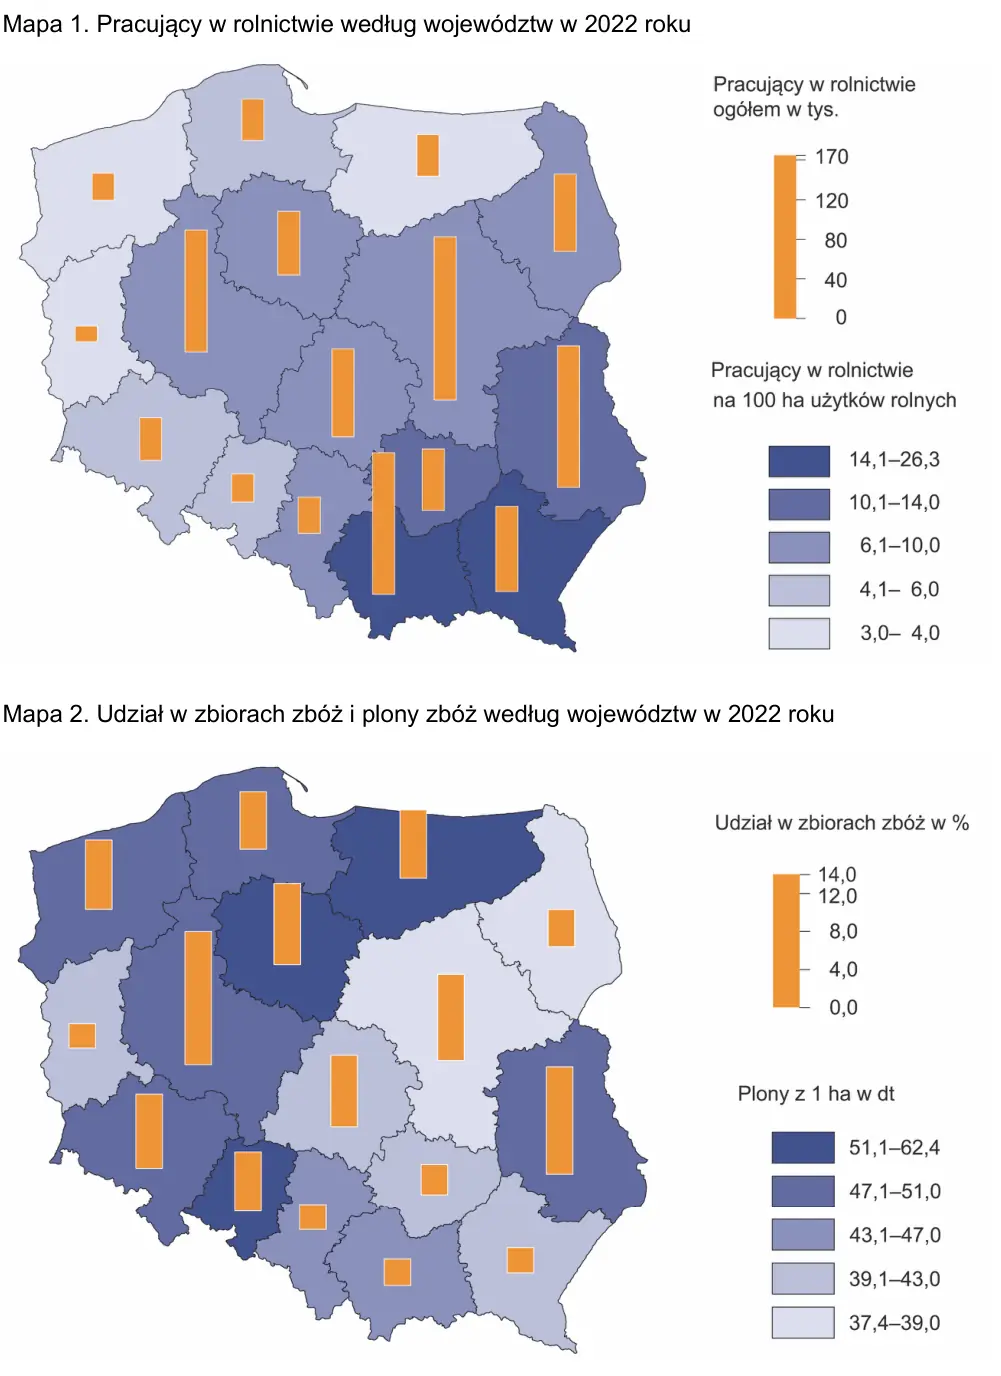 Mapa 1. Pracujący w rolnictwie według województw w 2022 roku
Pracujący w rolnictwie
ogółem w tys.
170
120
80
40
0
Pracujący w rolnictwie
na 100 ha użytków rolnych
14,1–26,3
10,1–14,0
6,1–10,0
4,1– 6,0
3,0– 4,0
Mapa 2. Udział w zbiorach zbóż i plony zbóż według województw w 2022 roku
Udział w zbiorach zbóż w %
14,0
12,0
8,0
4,0
0,0
Plony z 1 ha w dt
51,1–62,4
47,1–51,0
43,1–47,0
39,1–43,0
37,4–39,0